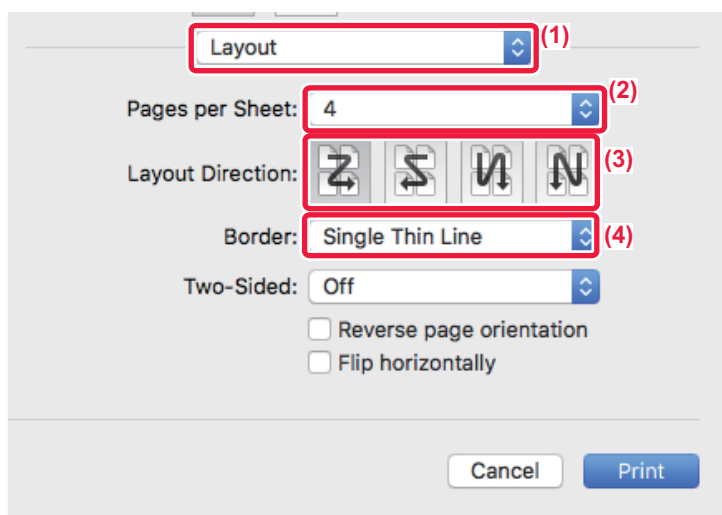 Layout (1)
Pages per Sheet: 4 (2)
Layout Direction: (3)
Border: Single Thin Line (4)
Two-Sided: Off
Reverse page orientation
Flip horizontally
Cancel Print